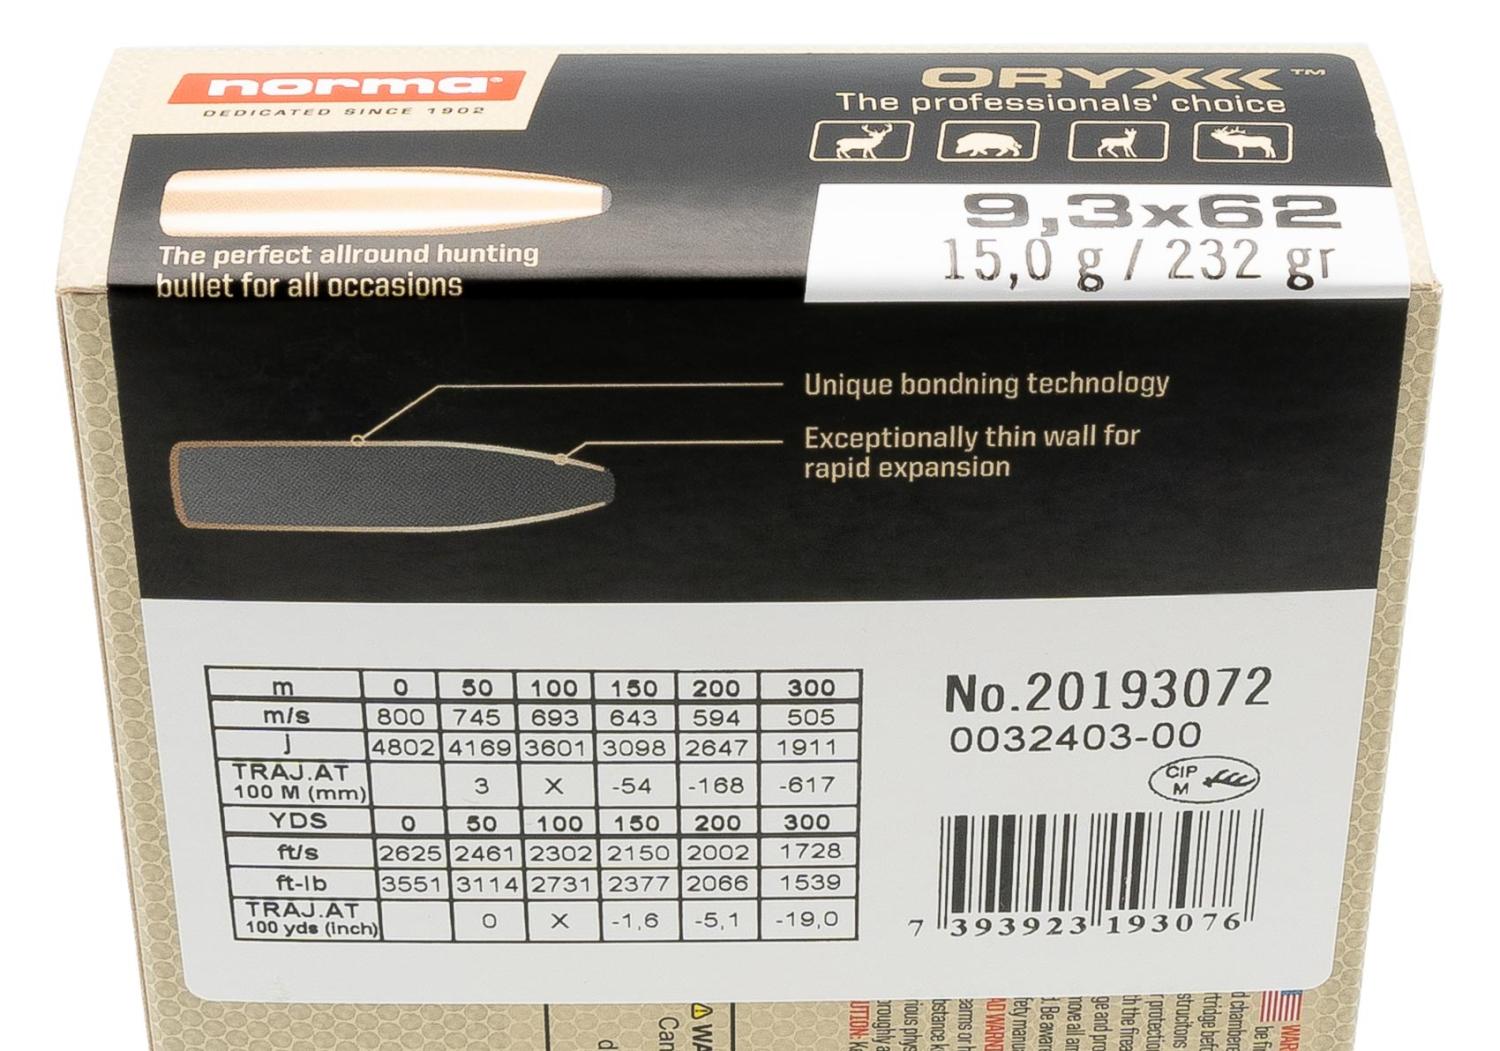 norma
DEDICATED SINCE 1902
ORYX ™
The professionals' choice
9,3x62
15,0 g / 232 gr
The perfect allround hunting
bullet for all occasions
Unique bondning technology
Exceptionally thin wall for
rapid expansion
m 0 50 100 150 200 300
m/s 800 745 693 643 594 505
J 4802 4169 3601 3098 2647 1911
TRAJ.AT
100 M (mm) 3 X -54 -168 -617
YDS 0 50 100 150 200 300
ft/s 2625 2461 2302 2150 2002 1728
ft-lb 3551 3114 2731 2377 2066 1539
TRAJ.AT
100 yds (inch) 0 X -1,6 -5,1 -19,0
No.20193072
0032403-00
CIP
M
7 393923 193076